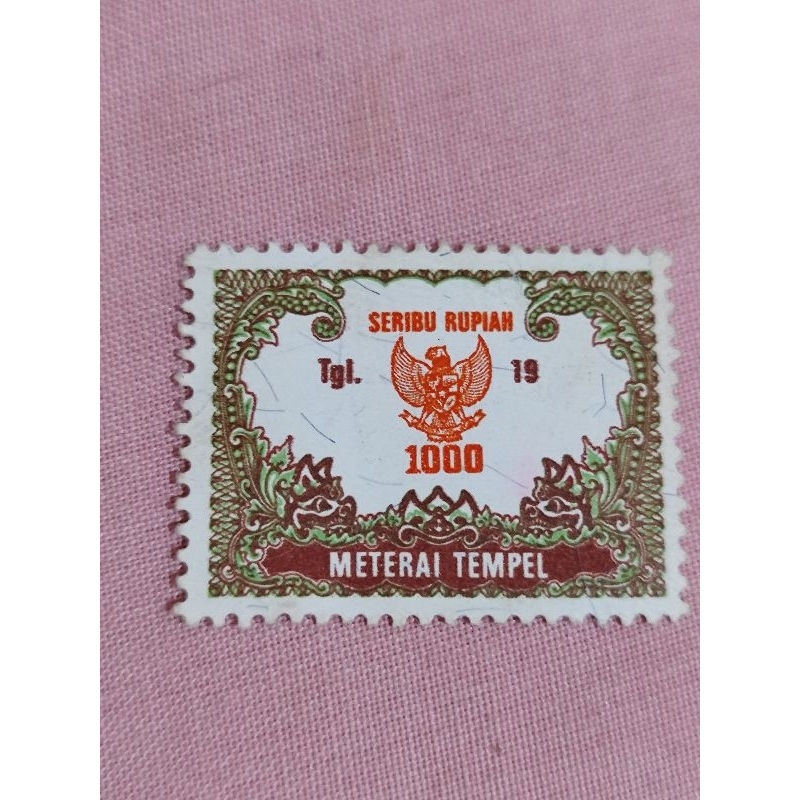 SERIBU RUPIAH
Tgl. 19
1000
METERAI TEMPEL